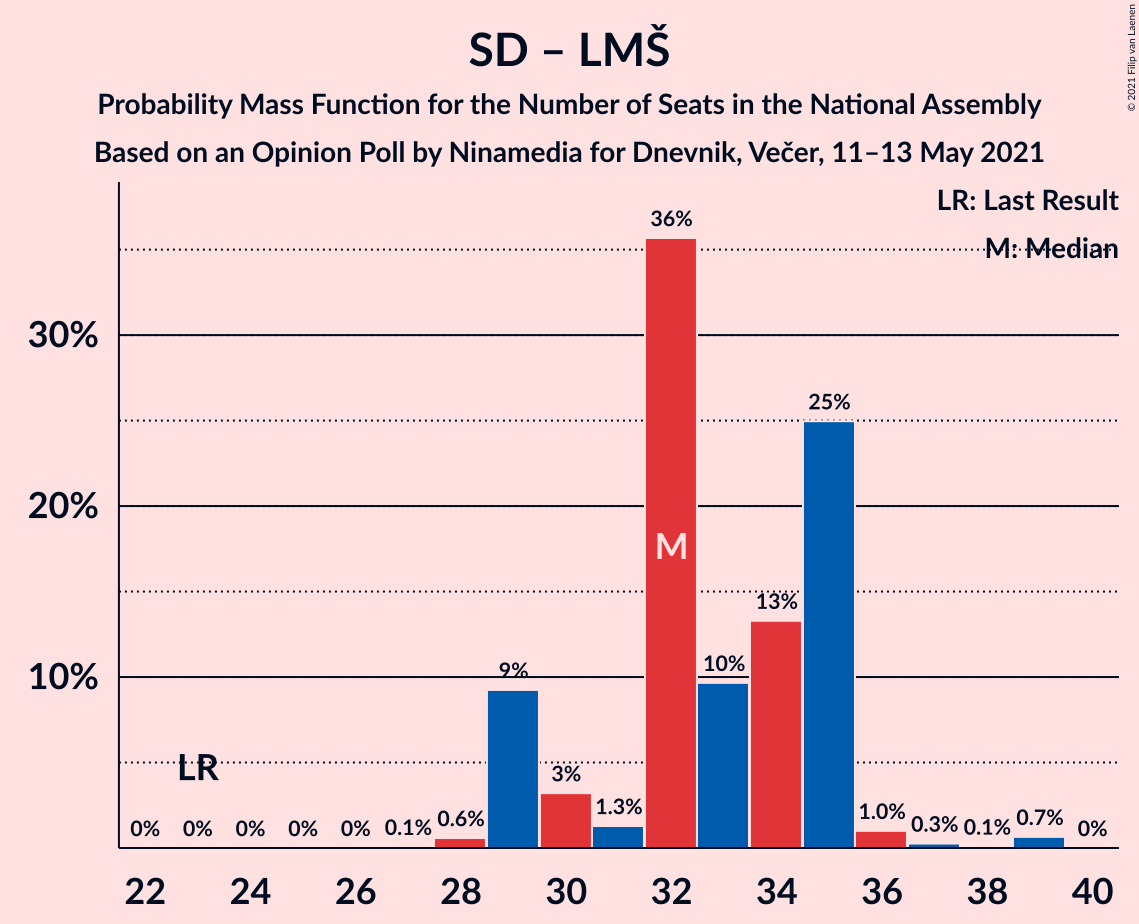 SD – LMŠ
Probability Mass Function for the Number of Seats in the National Assembly
Based on an Opinion Poll by Ninamedia for Dnevnik, Večer, 11–13 May 2021
© 2021 Filip van Laenen
LR: Last Result
M: Median
36%
30%
25%
20%
M
13%
10%
10%
9%
LR
3%
1.3%
0% 0% 0% 0% 0% 0.1% 0.6% 1.0% 0.3% 0.1% 0.7% 0%
22 24 26 28 30 32 34 36 38 40